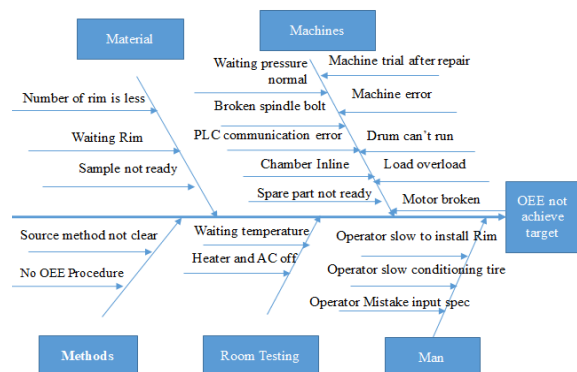 Material
Machines
Waiting pressure
normal
Machine trial after repair
Number of rim is less
Broken spindle bolt
Machine error
Waiting Rim
PLC communication error
Drum can't run
Sample not ready
Chamber Inline
Load overload
Spare part not ready
Motor broken
OEE not
achieve
target
Source method not clear
Waiting temperature
Operator slow to install Rim
No OEE Procedure
Heater and AC off
Operator slow conditioning tire
Operator Mistake input spec
Methods
Room Testing
Man